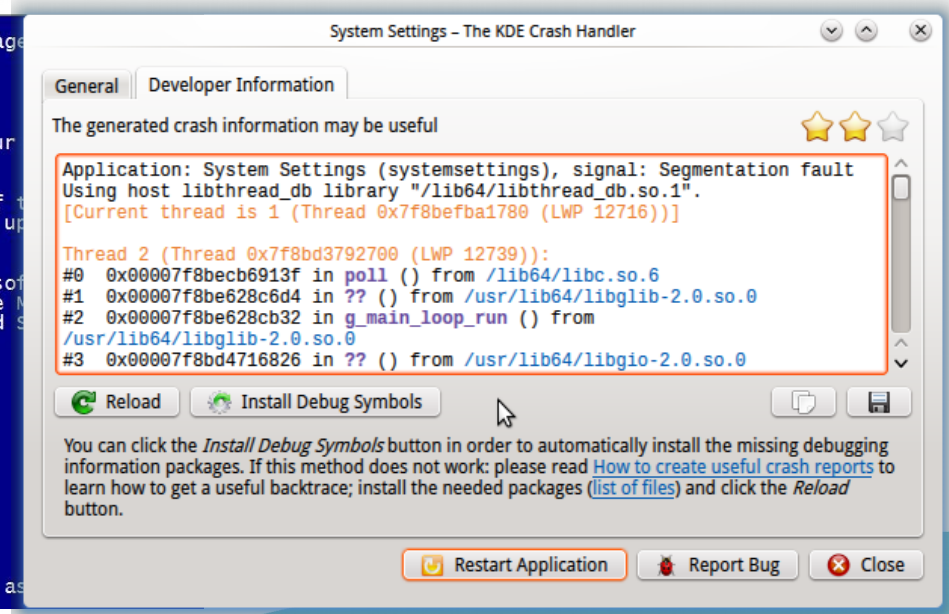 System Settings – The KDE Crash Handler
General Developer Information
The generated crash information may be useful
Application: System Settings (systemsettings), signal: Segmentation fault
Using host libthread_db library "/lib64/libthread_db.so.1".
[Current thread is 1 (Thread 0x7f8befba1780 (LWP 12716))]
Thread 2 (Thread 0x7f8bd3792700 (LWP 12739)):
#0 0x00007f8becb6913f in poll () from /lib64/libc.so.6
#1 0x00007f8be628c6d4 in ?? () from /usr/lib64/libglib-2.0.so.0
#2 0x00007f8be628cb32 in g_main_loop_run () from
/usr/lib64/libglib-2.0.so.0
#3 0x00007f8bd4716826 in ?? () from /usr/lib64/libgio-2.0.so.0
Reload Install Debug Symbols
You can click the Install Debug Symbols button in order to automatically install the missing debugging
information packages. If this method does not work: please read How to create useful crash reports to
learn how to get a useful backtrace; install the needed packages (list of files) and click the Reload
button.
Restart Application Report Bug Close
as